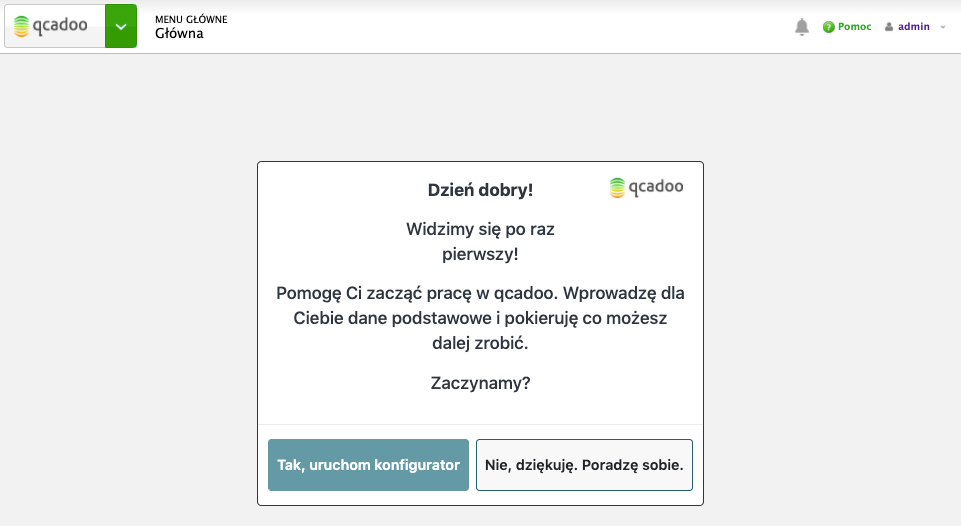 qcadoo
MENU GŁÓWNE
Główna
Pomoc
admin
Dzień dobry!
qcadoo
Widzimy się po raz
pierwszy!
Pomogę Ci zacząć pracę w qcadoo. Wprowadzę dla
Ciebie dane podstawowe i pokieruję co możesz
dalej zrobić.
Zaczynamy?
Tak, uruchom konfigurator
Nie, dziękuję. Poradzę sobie.